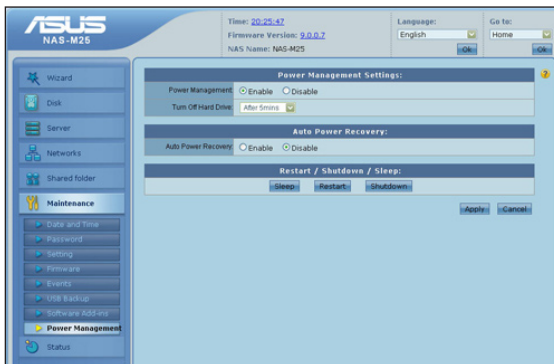 ASUS
NAS-M25
Time: 20:25:47
Firmware Version: 9.0.0.7
NAS Name: NAS-M25
Language:
English
Ok
Go to:
Home
Ok
Wizard
Disk
Server
Networks
Shared folder
Maintenance
Date and Time
Password
Setting
Firmware
Events
USB Backup
Software Add-ins
Power Management
Status
Power Management Settings:
Power Management: Enable Disable
Turn Off Hard Drive: After 5mins
Auto Power Recovery:
Auto Power Recovery: Enable Disable
Restart / Shutdown / Sleep:
Sleep Restart Shutdown
Apply Cancel